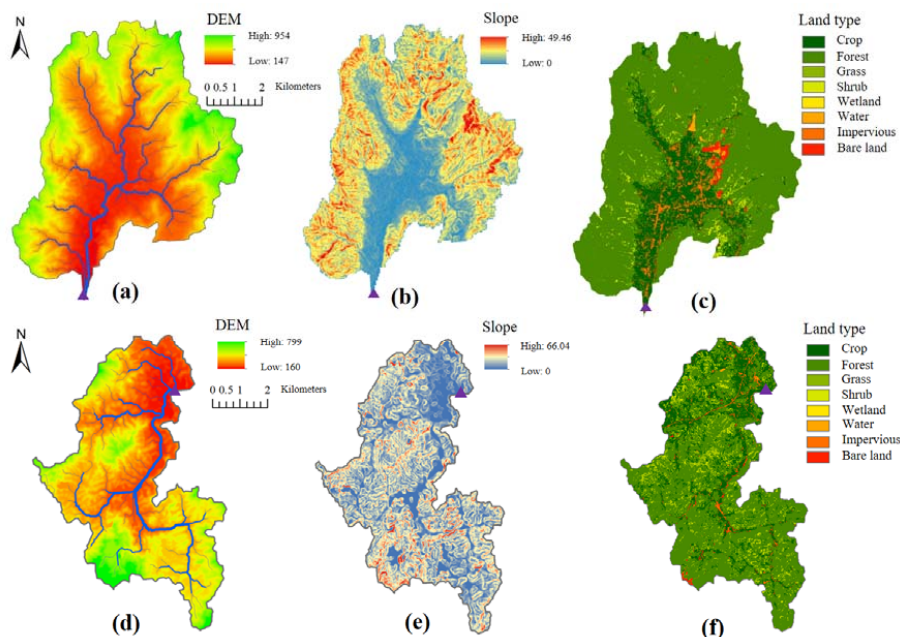 N
DEM
High: 954
Low: 147
0 0.5 1 2 Kilometers
(a)
Slope
High: 49.46
Low: 0
(b)
Land type
Crop
Forest
Grass
Shrub
Wetland
Water
Impervious
Bare land
(c)
N
DEM
High: 799
Low: 160
0 0.5 1 2 Kilometers
(d)
Slope
High: 66.04
Low: 0
(e)
Land type
Crop
Forest
Grass
Shrub
Wetland
Water
Impervious
Bare land
(f)